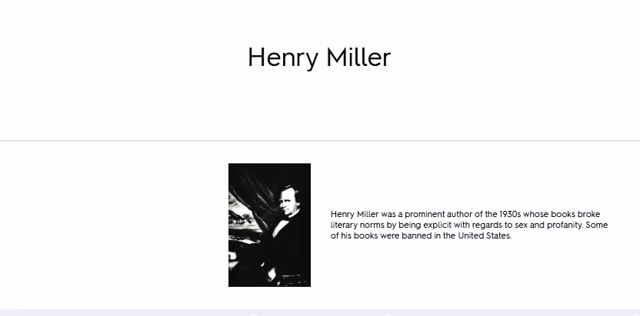 Henry Miller
Henry Miller was a prominent author of the 1930s whose books broke
literary norms by being explicit with regards to sex and profanity. Some
of his books were banned in the United States.